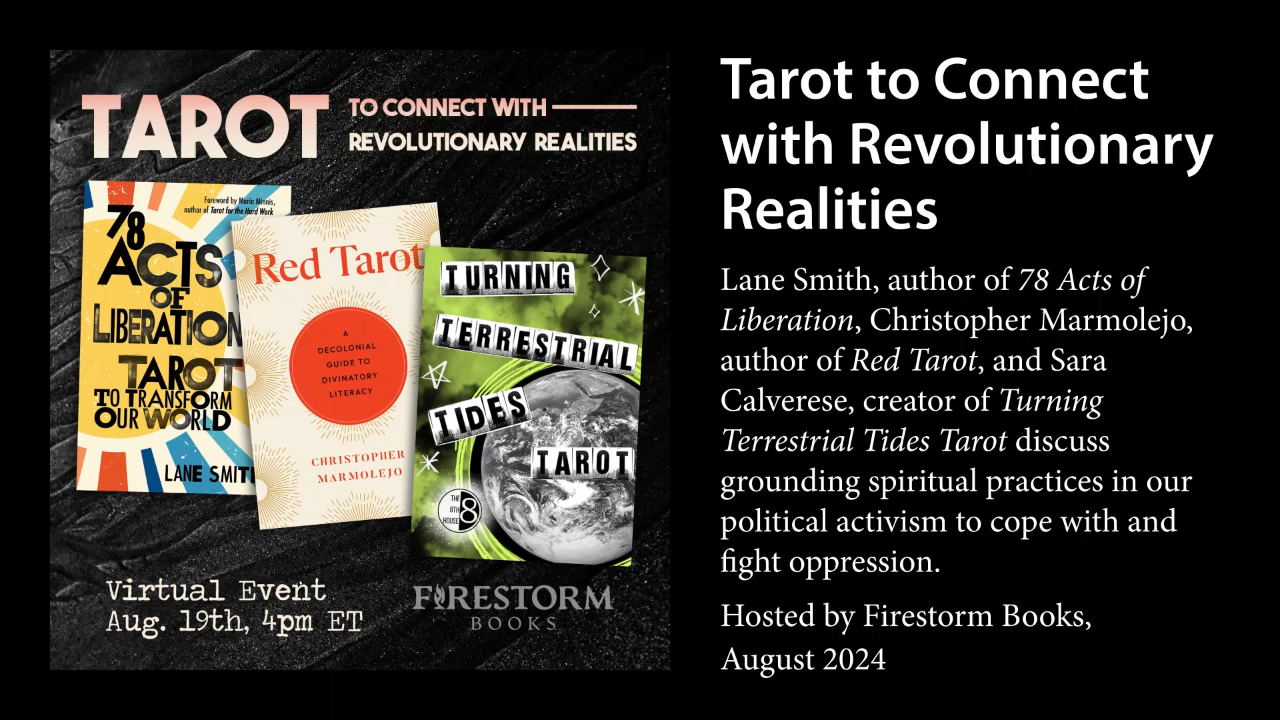 TAROT
TO CONNECT WITH
REVOLUTIONARY REALITIES
Foreword by Maria Minnis,
author of Tarot for the Hard Work
78
ACTS
OF
LIBERATION
TAROT
TO TRANSFORM
OUR WORLD
LANE SMIT
Red Tarot
A
DECOLONIAL
GUIDE TO
DIVINATORY
LITERACY
CHRISTOPHER
MARMOLEJO
TURNING
TERRESTRIAL
TIDES
TAROT
THE
8TH
HOUSE
8
Virtual Event
Aug. 19th, 4pm ET
FIRESTORM
BOOKS
Tarot to Connect
with Revolutionary
Realities
Lane Smith, author of 78 Acts of
Liberation, Christopher Marmolejo,
author of Red Tarot, and Sara
Calverese, creator of Turning
Terrestrial Tides Tarot discuss
grounding spiritual practices in our
political activism to cope with and
fight oppression.
Hosted by Firestorm Books,
August 2024